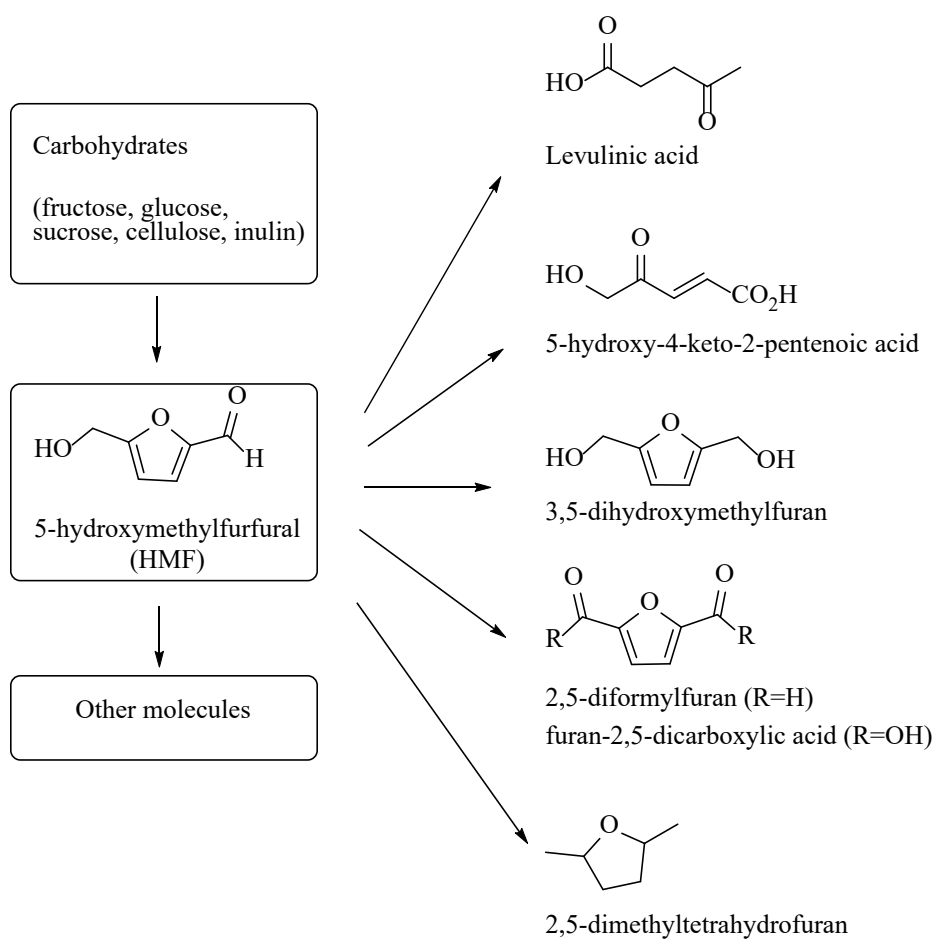 Carbohydrates
(fructose, glucose,
sucrose, cellulose, inulin)
O
HO
O
H
5-hydroxymethylfurfural
(HMF)
Other molecules
O
HO
O
Levulinic acid
O
HO
CO2H
5-hydroxy-4-keto-2-pentenoic acid
O
HO
OH
3,5-dihydroxymethylfuran
O
O
O
R
R
2,5-diformylfuran (R=H)
furan-2,5-dicarboxylic acid (R=OH)
O
2,5-dimethyltetrahydrofuran